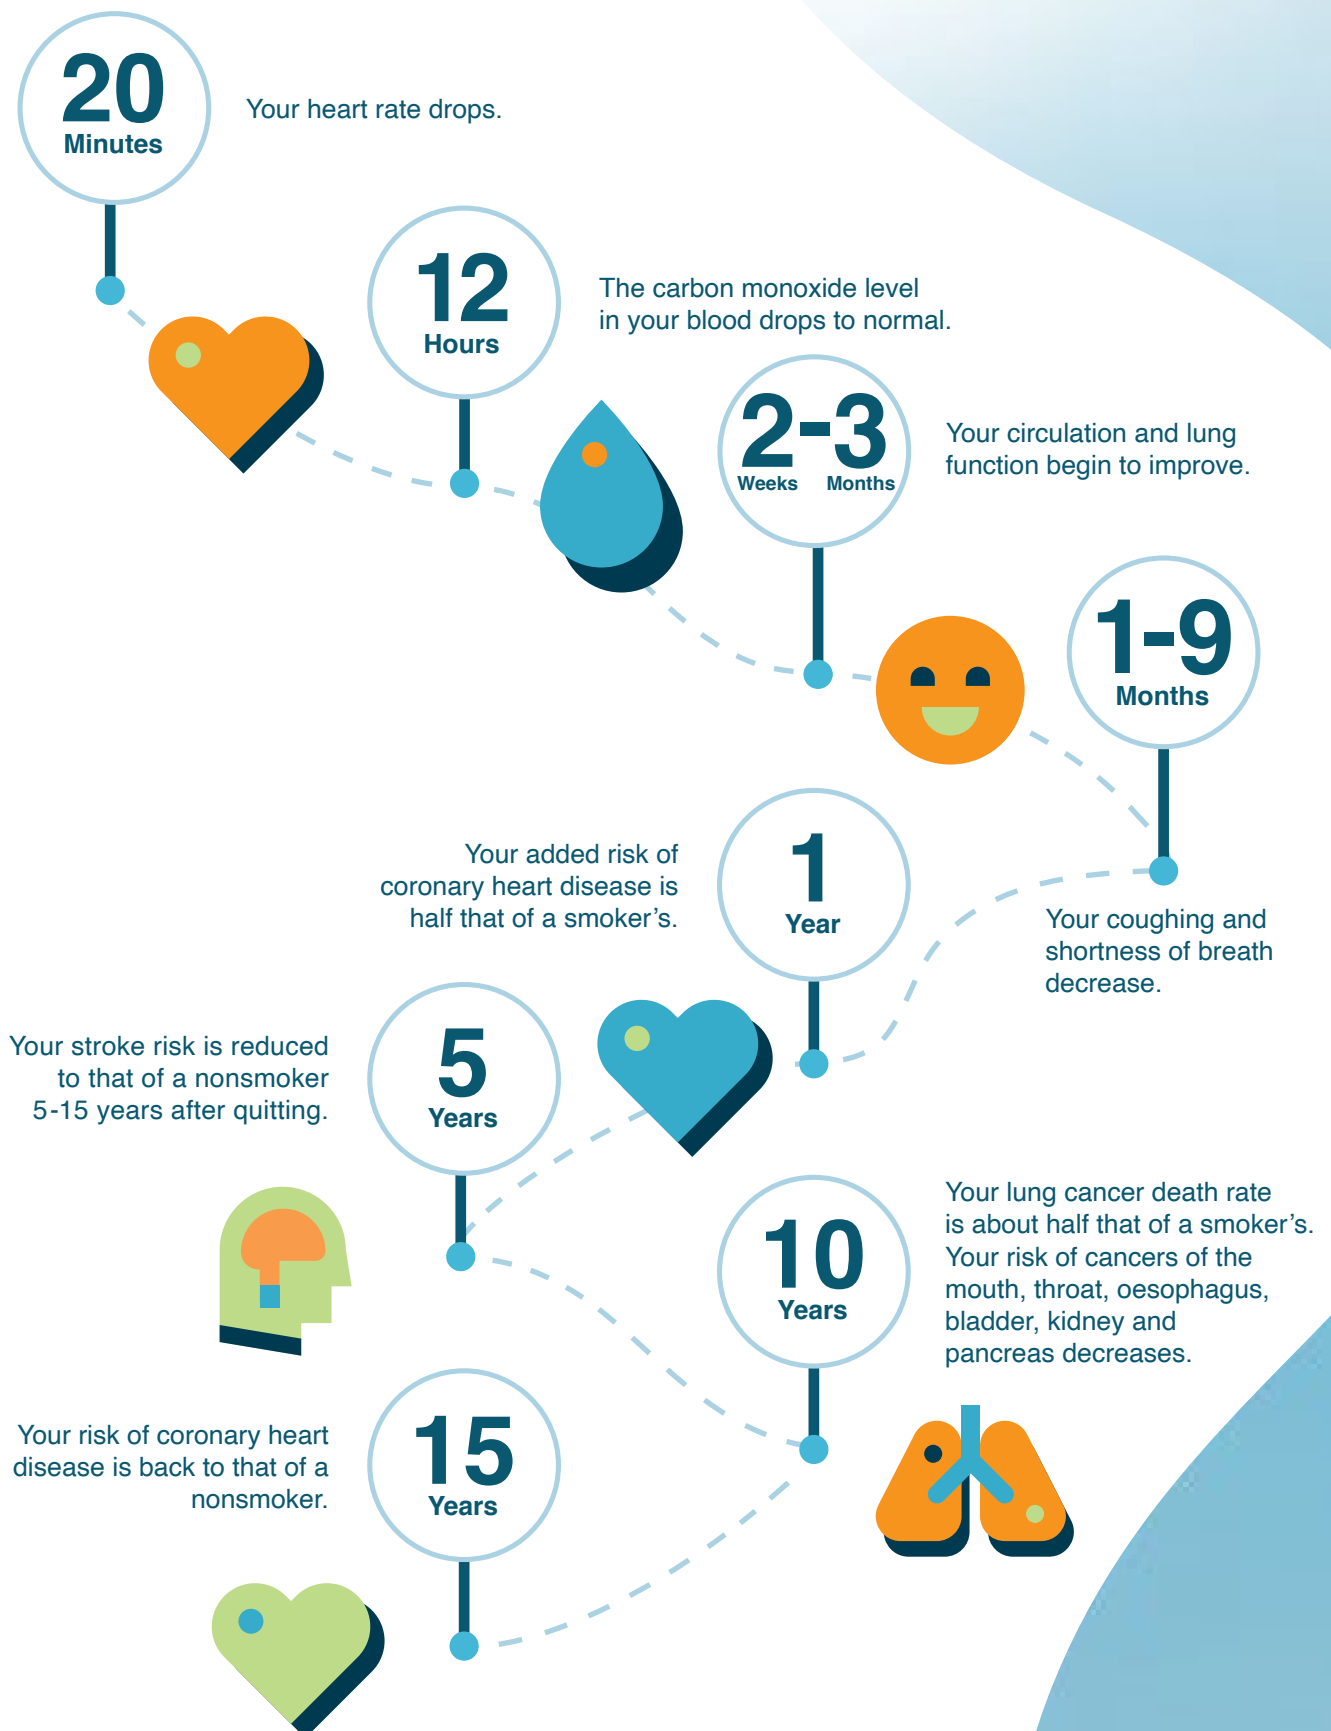 20
Minutes
Your heart rate drops.
12
Hours
The carbon monoxide level
in your blood drops to normal.
2-3
Weeks Months
Your circulation and lung
function begin to improve.
1-9
Months
Your coughing and
shortness of breath
decrease.
1
Year
Your added risk of
coronary heart disease is
half that of a smoker’s.
5
Years
Your stroke risk is reduced
to that of a nonsmoker
5-15 years after quitting.
10
Years
Your lung cancer death rate
is about half that of a smoker’s.
Your risk of cancers of the
mouth, throat, oesophagus,
bladder, kidney and
pancreas decreases.
15
Years
Your risk of coronary heart
disease is back to that of a
nonsmoker.